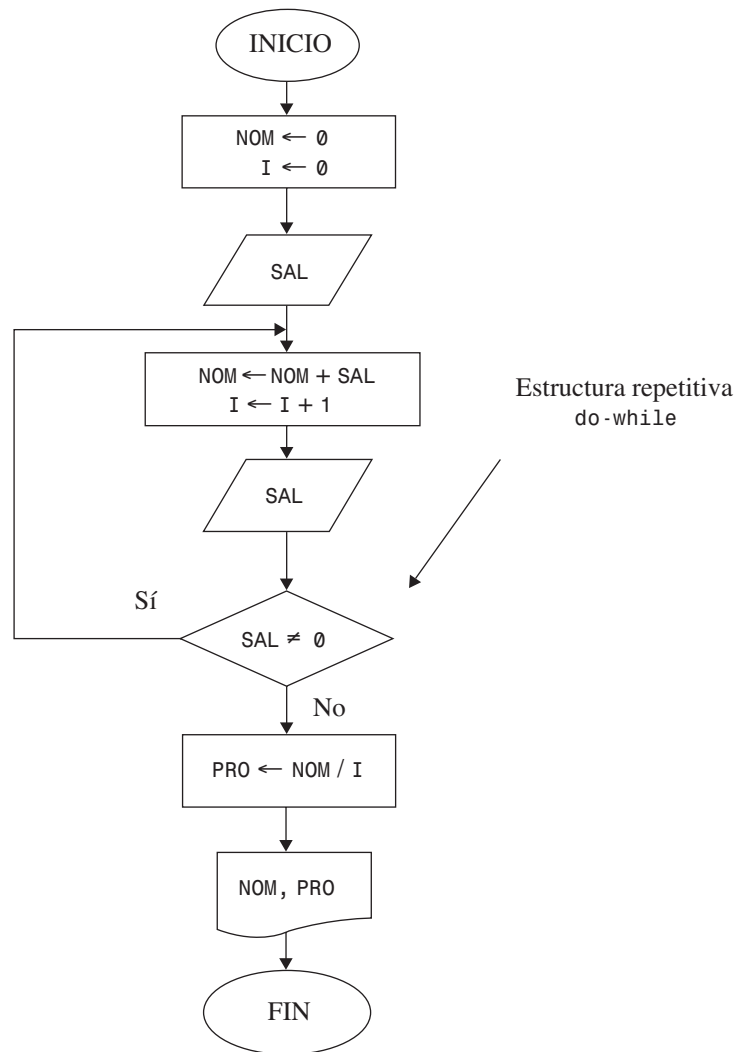 INICIO
NOM ← 0
I ← 0
SAL
NOM ← NOM + SAL
I ← I + 1
Estructura repetitiva
do-while
SAL
Sí
SAL ≠ 0
No
PRO ← NOM / I
NOM, PRO
FIN